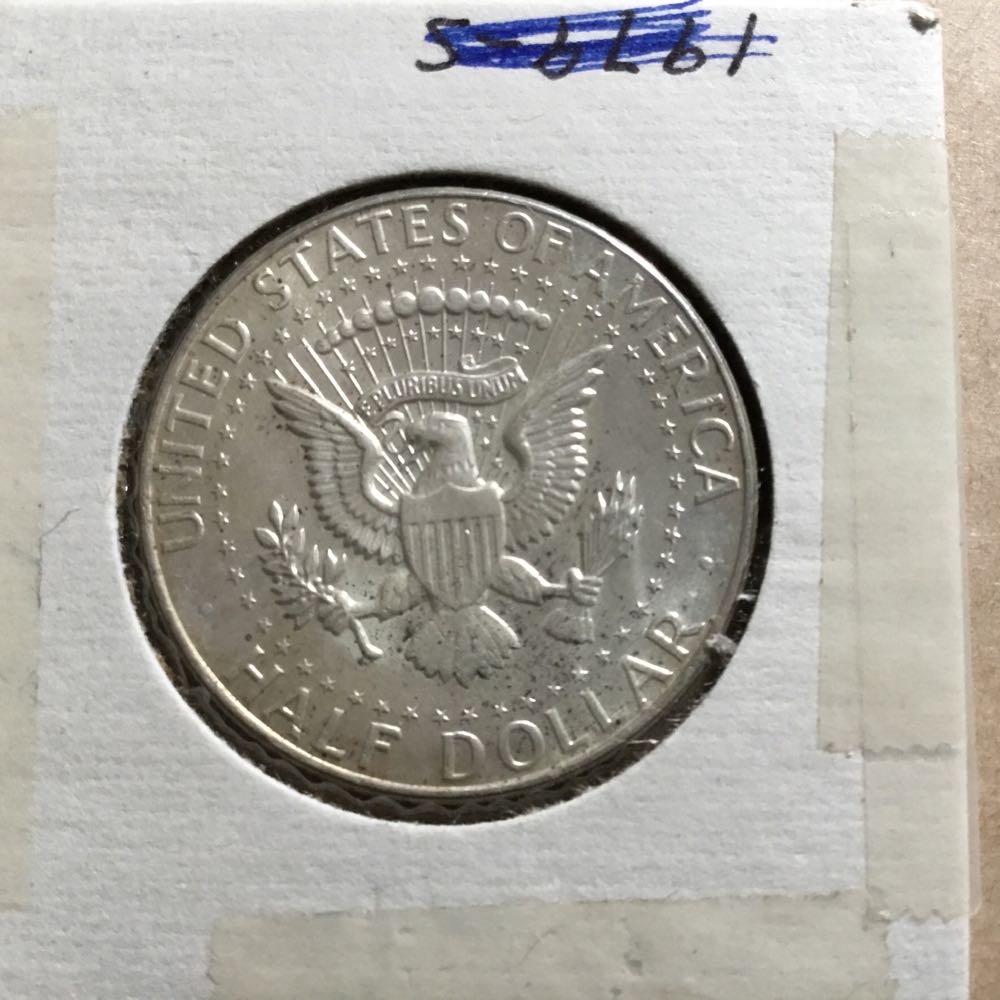 1979-S
UNITED STATES OF AMERICA
E PLURIBUS UNUM
HALF DOLLAR